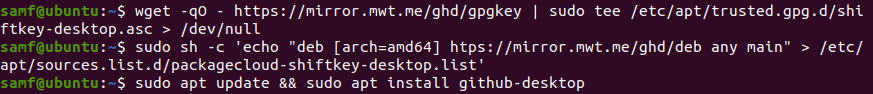 samf@ubuntu:~$ wget -qO - https://mirror.mwt.me/ghd/gpgkey | sudo tee /etc/apt/trusted.gpg.d/shi
ftkey-desktop.asc > /dev/null
samf@ubuntu:~$ sudo sh -c 'echo "deb [arch=amd64] htps://mirror.mwt.me/ghd/deb any main" > /etc/
apt/sources.list.d/packagecloud-shiftkey-desktop.list'
samf@ubuntu:~$ sudo apt update && sudo apt install github-desktop